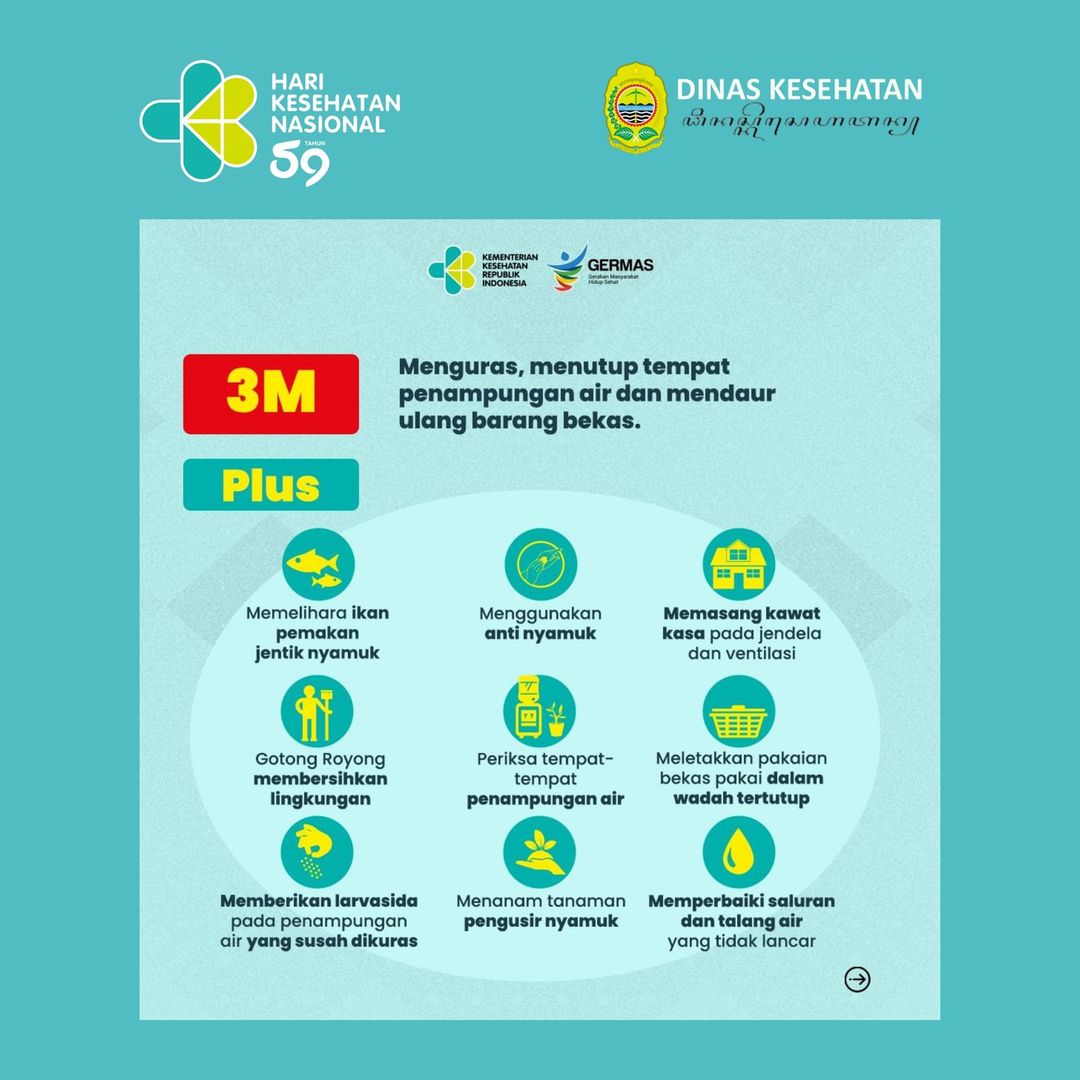 HARI
KESEHATAN
NASIONAL
TAHUN
59
DINAS KESEHATAN
KEMENTERIAN
KESEHATAN
REPUBLIK
INDONESIA
GERMAS
Gerakan Masyarakat
Hidup Sehat
3M
Menguras, menutup tempat
penampungan air dan mendaur
ulang barang bekas.
Plus
Memelihara ikan
pemakan
jentik nyamuk
Menggunakan
anti nyamuk
Memasang kawat
kasa pada jendela
dan ventilasi
Gotong Royong
membersihkan
lingkungan
Periksa tempat-
tempat
penampungan air
Meletakkan pakaian
bekas pakai dalam
wadah tertutup
Memberikan larvasida
pada penampungan
air yang susah dikuras
Menanam tanaman
pengusir nyamuk
Memperbaiki saluran
dan talang air
yang tidak lancar